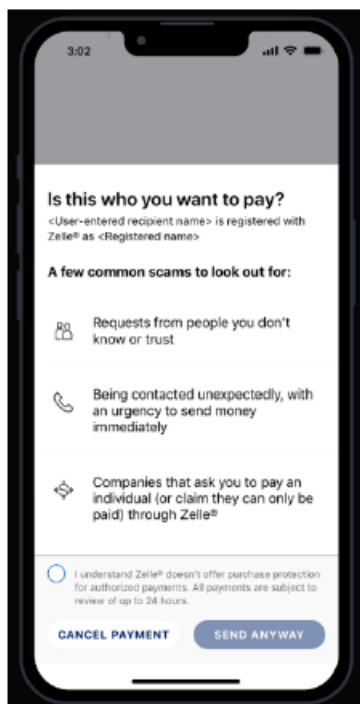 3:02
Is this who you want to pay?
<User-entered recipient name> is registered with
Zelle® as <Registered name>
A few common scams to look out for:
Requests from people you don't
know or trust
Being contacted unexpectedly, with
an urgency to send money
immediately
Companies that ask you to pay an
individual (or claim they can only be
paid) through Zelle®
I understand Zelle® doesn't offer purchase protection
for authorized payments. All payments are subject to
review of up to 24 hours.
CANCEL PAYMENT
SEND ANYWAY